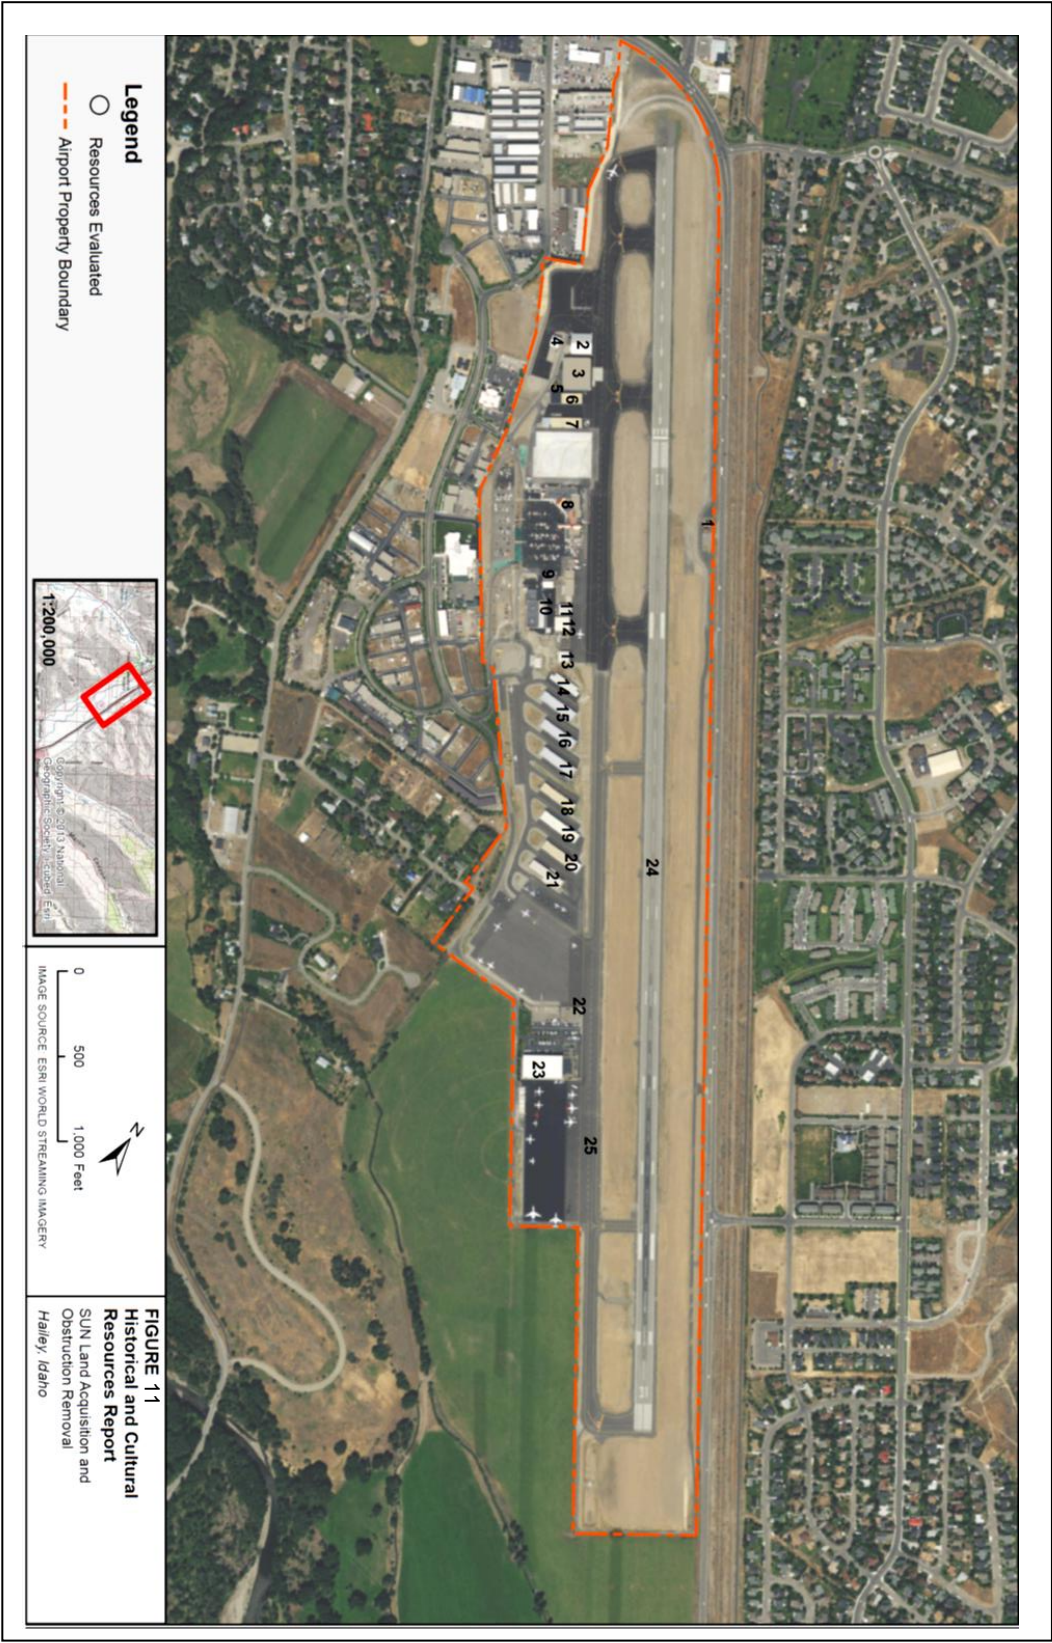 Legend
Resources Evaluated
Airport Property Boundary
1
2
3
4
5
6
7
8
9
10
11
12
13
14
15
16
17
18
19
20
21
22
23
24
25
1:200,000
Copyright:© 2013 National
Geographic Society, i-cubed, Esri
N
0 500 1,000 Feet
IMAGE SOURCE ESRI WORLD STREAMING IMAGERY
FIGURE 11
Historical and Cultural
Resources Report
SUN Land Acquisition and
Obstruction Removal
Hailey, Idaho